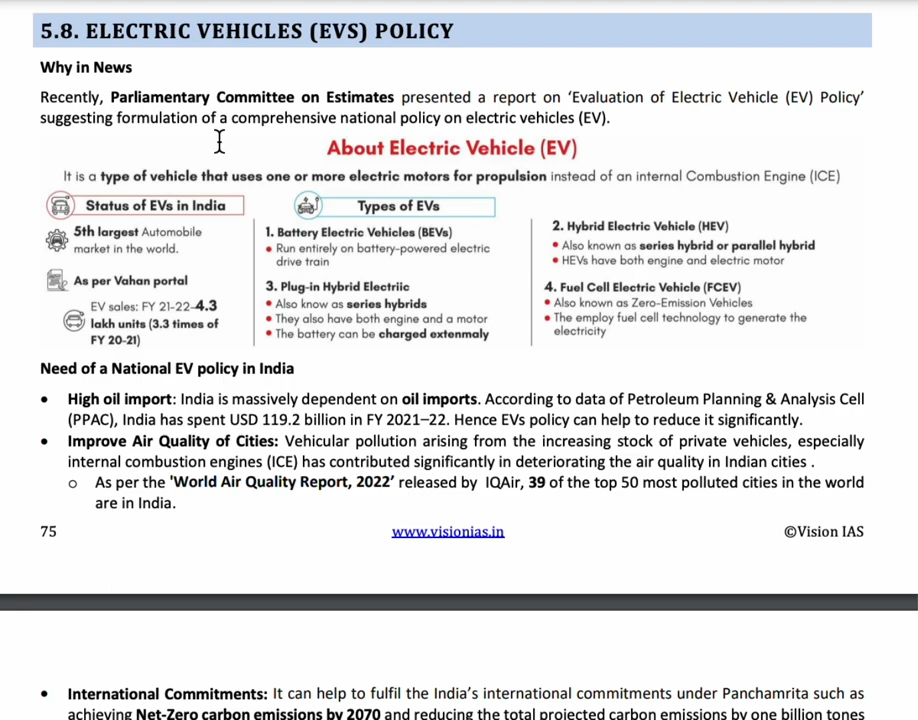 5.8. ELECTRIC VEHICLES (EVS) POLICY
Why in News
Recently, Parliamentary Committee on Estimates presented a report on ‘Evaluation of Electric Vehicle (EV) Policy’
suggesting formulation of a comprehensive national policy on electric vehicles (EV).
About Electric Vehicle (EV)
It is a type of vehicle that uses one or more electric motors for propulsion instead of an internal Combustion Engine (ICE)
Status of EVs in India
5th largest Automobile
market in the world.
As per Vahan portal
EV sales: FY 21-22-4.3
lakh units (3.3 times of
FY 20-21)
Types of EVs
1. Battery Electric Vehicles (BEVs)
• Run entirely on battery-powered electric
drive train
3. Plug-in Hybrid Electriic
• Also know as series hybrids
• They also have both engine and a motor
• The battery can be charged extenmaly
2. Hybrid Electric Vehicle (HEV)
• Also known as series hybrid or parallel hybrid
• HEVs have both engine and electric motor
4. Fuel Cell Electric Vehicle (FCEV)
• Also known as Zero-Emission Vehicles
• The employ fuel cell technology to generate the
electricity
Need of a National EV policy in India
• High oil import: India is massively dependent on oil imports. According to data of Petroleum Planning & Analysis Cell
(PPAC), India has spent USD 119.2 billion in FY 2021–22. Hence EVs policy can help to reduce it significantly.
• Improve Air Quality of Cities: Vehicular pollution arising from the increasing stock of private vehicles, especially
internal combustion engines (ICE) has contributed significantly in deteriorating the air quality in Indian cities .
o As per the 'World Air Quality Report, 2022’ released by IQAir, 39 of the top 50 most polluted cities in the world
are in India.
75 www.visionias.in ©Vision IAS
• International Commitments: It can help to fulfil the India’s international commitments under Panchamrita such as
achieving Net-Zero carbon emissions by 2070 and reducing the total projected carbon emissions by one billion tones